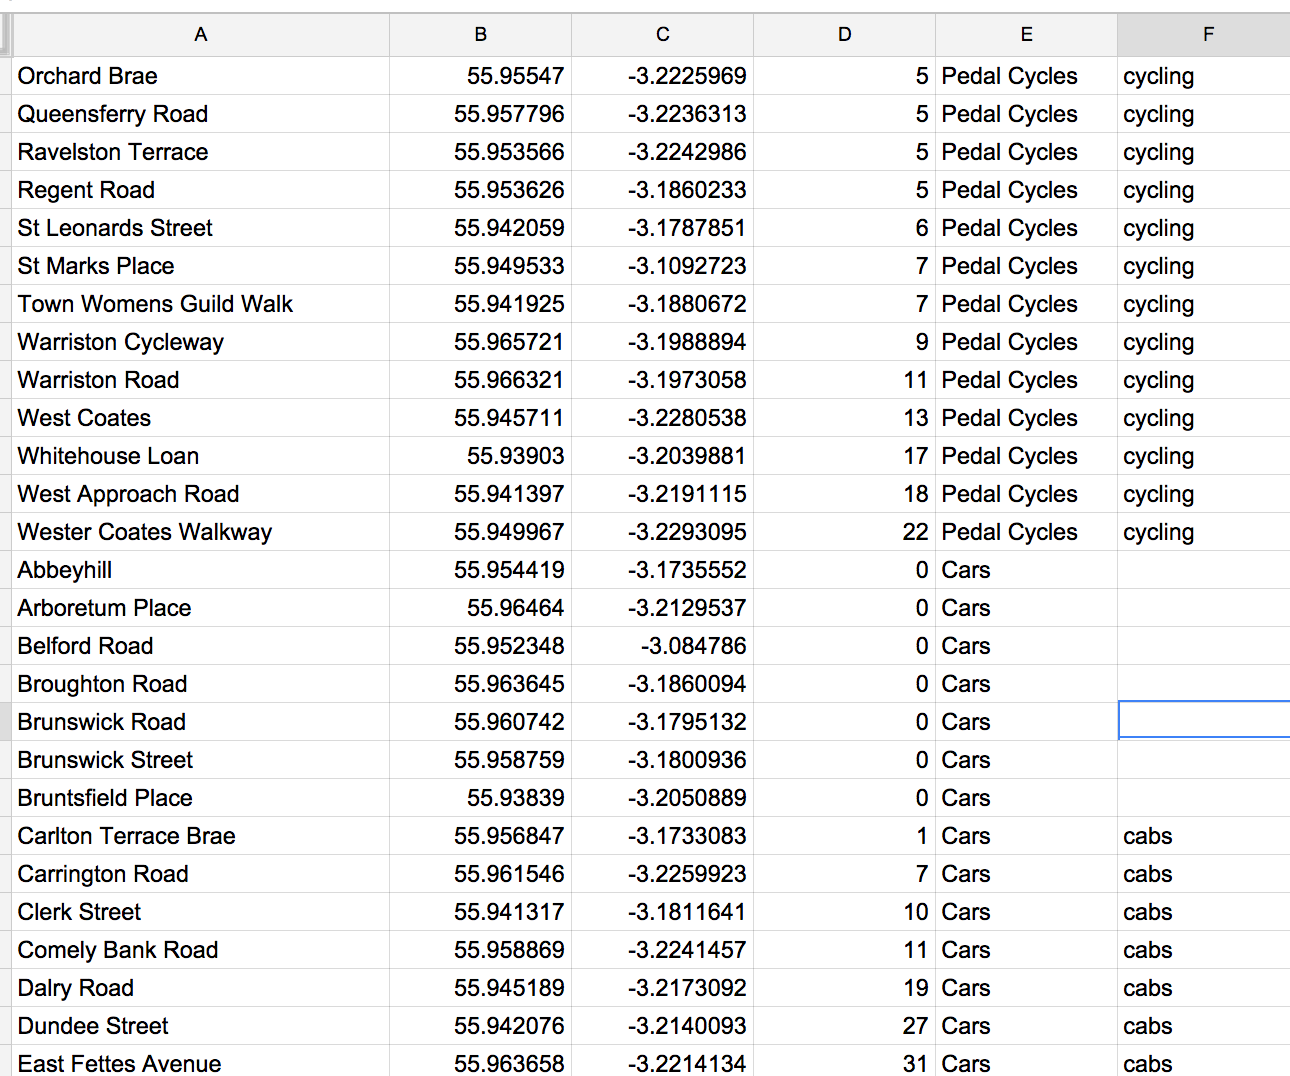 A B C D E F
Orchard Brae 55.95547 -3.2225969 5 Pedal Cycles cycling
Queensferry Road 55.957796 -3.2236313 5 Pedal Cycles cycling
Ravelston Terrace 55.953566 -3.2242986 5 Pedal Cycles cycling
Regent Road 55.953626 -3.1860233 5 Pedal Cycles cycling
St Leonards Street 55.942059 -3.1787851 6 Pedal Cycles cycling
St Marks Place 55.949533 -3.1092723 7 Pedal Cycles cycling
Town Womens Guild Walk 55.941925 -3.1880672 7 Pedal Cycles cycling
Warriston Cycleway 55.965721 -3.1988894 9 Pedal Cycles cycling
Warriston Road 55.966321 -3.1973058 11 Pedal Cycles cycling
West Coates 55.945711 -3.2280538 13 Pedal Cycles cycling
Whitehouse Loan 55.93903 -3.2039881 17 Pedal Cycles cycling
West Approach Road 55.941397 -3.2191115 18 Pedal Cycles cycling
Wester Coates Walkway 55.949967 -3.2293095 22 Pedal Cycles cycling
Abbeyhill 55.954419 -3.1735552 0 Cars
Arboretum Place 55.96464 -3.2129537 0 Cars
Belford Road 55.952348 -3.084786 0 Cars
Broughton Road 55.963645 -3.1860094 0 Cars
Brunswick Road 55.960742 -3.1795132 0 Cars
Brunswick Street 55.958759 -3.1800936 0 Cars
Bruntsfield Place 55.93839 -3.2050889 0 Cars
Carlton Terrace Brae 55.956847 -3.1733083 1 Cars cabs
Carrington Road 55.961546 -3.2259923 7 Cars cabs
Clerk Street 55.941317 -3.1811641 10 Cars cabs
Comely Bank Road 55.958869 -3.2241457 11 Cars cabs
Dalry Road 55.945189 -3.2173092 19 Cars cabs
Dundee Street 55.942076 -3.2140093 27 Cars cabs
East Fettes Avenue 55.963658 -3.2214134 31 Cars cabs